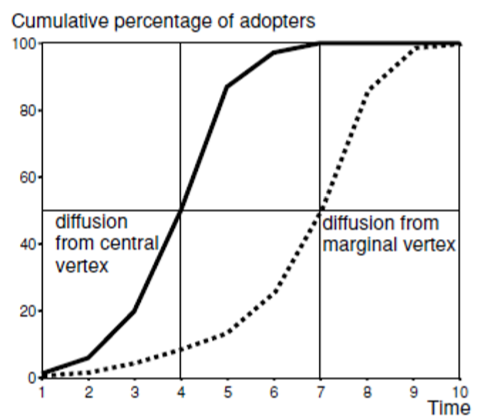 Cumulative percentage of adopters
100
80
60
diffusion
from central
vertex
diffusion from
marginal vertex
40
20
0
1 2 3 4 5 6 7 8 9 10
Time